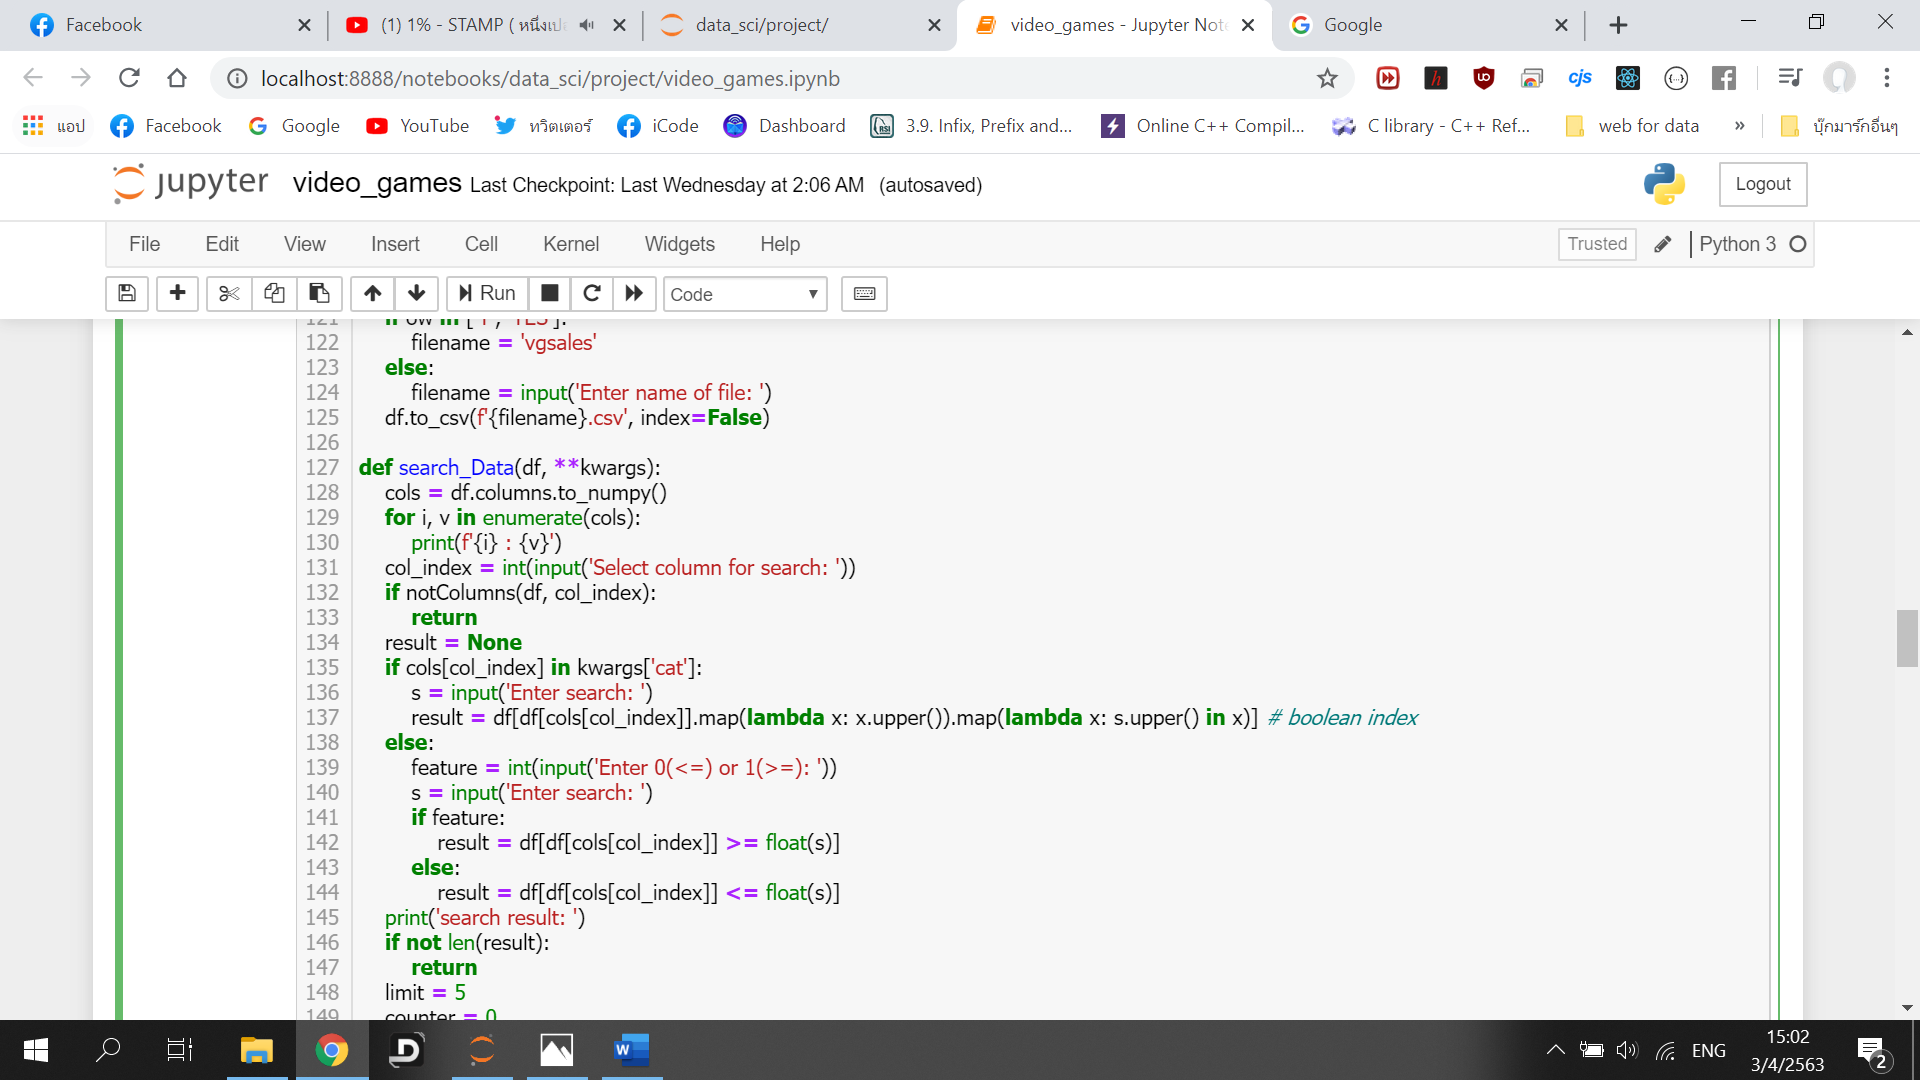 Facebook
(1) 1% - STAMP ( หนึ่งเปอ
data_sci/project/
video_games - Jupyter Note
Google
localhost:8888/notebooks/data_sci/project/video_games.ipynb
cjs
แอป
Facebook
Google
YouTube
ทวิตเตอร์
iCode
Dashboard
3.9. Infix, Prefix and...
Online C++ Compil...
C library - C++ Ref...
web for data
»
บุ๊กมาร์กอื่นๆ
jupyter video_games Last Checkpoint: Last Wednesday at 2:06 AM (autosaved)
Logout
File Edit View Insert Cell Kernel Widgets Help
Trusted
Python 3
Run
Code
122 filename = 'vgsales'
123 else:
124 filename = input('Enter name of file: ')
125 df.to_csv(f'{filename}.csv', index=False)
126
127 def search_Data(df, **kwargs):
128 cols = df.columns.to_numpy()
129 for i, v in enumerate(cols):
130 print(f'{i} : {v}')
131 col_index = int(input('Select column for search: '))
132 if notColumns(df, col_index):
133 return
134 result = None
135 if cols[col_index] in kwargs['cat']:
136 s = input('Enter search: ')
137 result = df[df[cols[col_index]].map(lambda x: x.upper()).map(lambda x: s.upper() in x)] # boolean index
138 else:
139 feature = int(input('Enter 0(<=) or 1(>=): '))
140 s = input('Enter search: ')
141 if feature:
142 result = df[df[cols[col_index]] >= float(s)]
143 else:
144 result = df[df[cols[col_index]] <= float(s)]
145 print('search result: ')
146 if not len(result):
147 return
148 limit = 5
149 counter = 0
ENG
15:02
3/4/2563
2